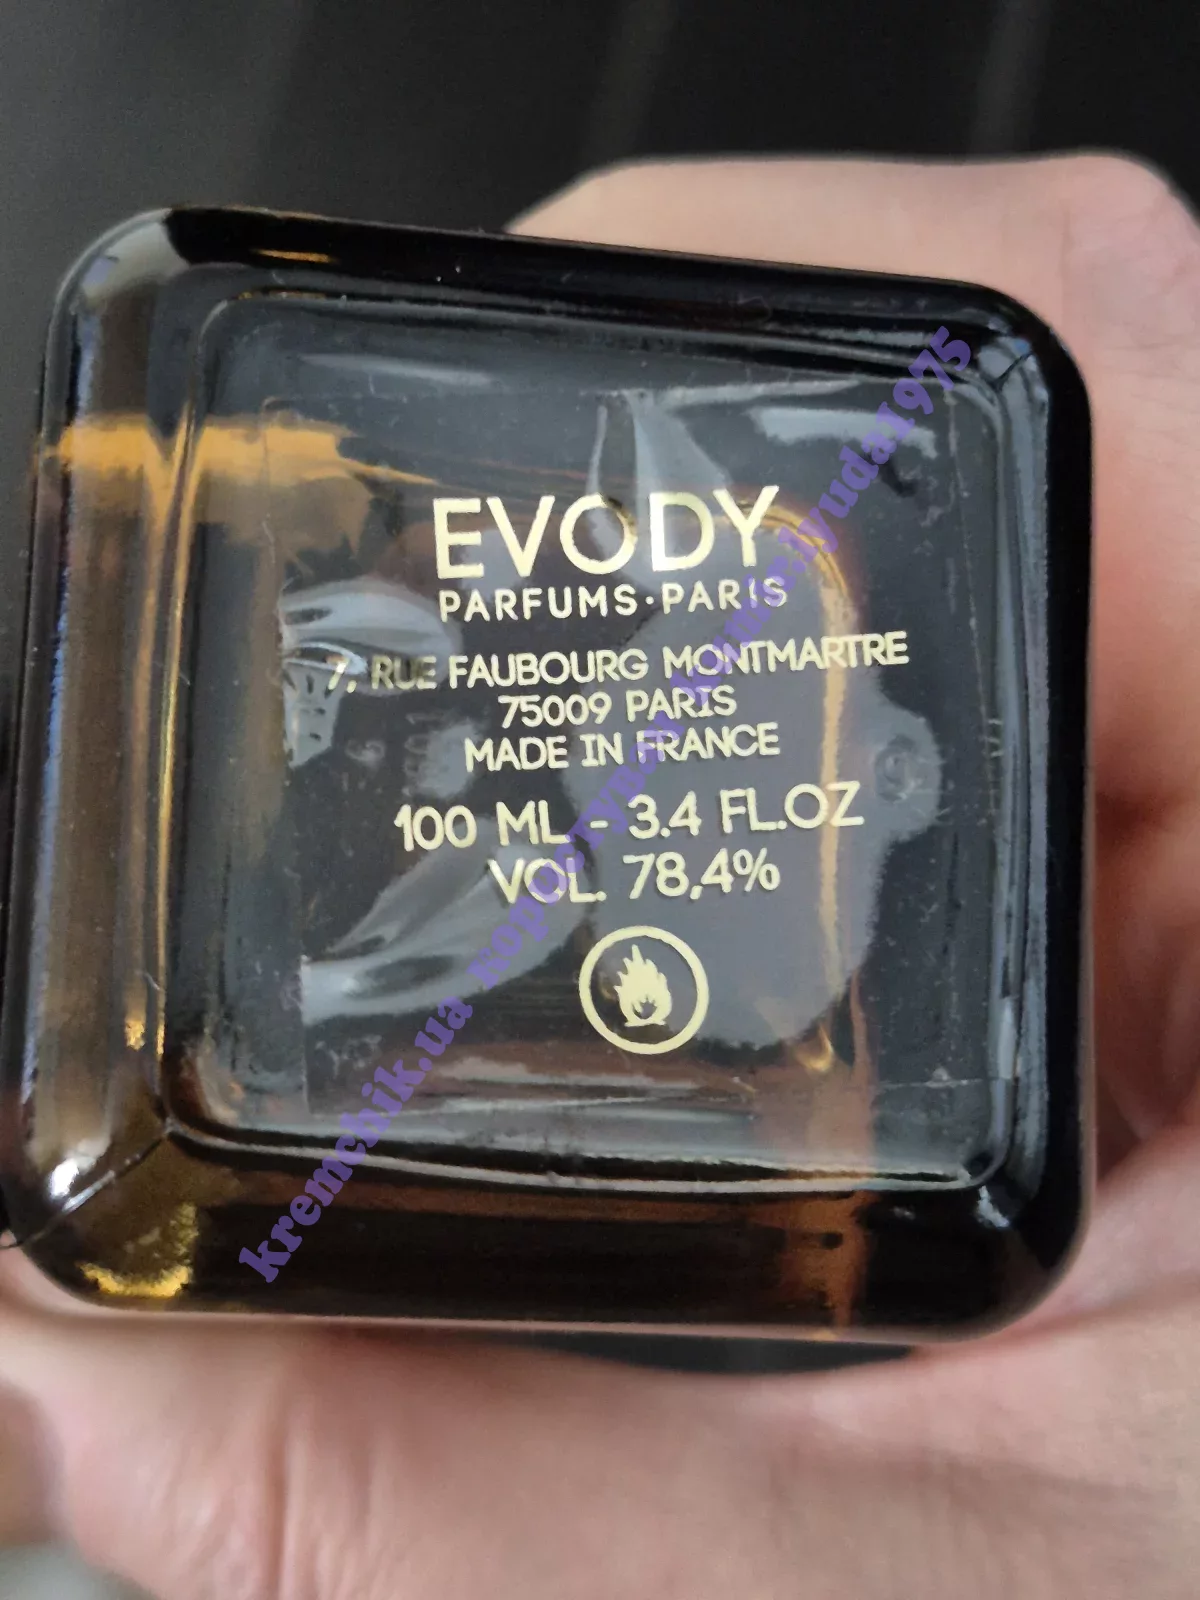 EVODY
PARFUMS·PARIS
7, RUE FAUBOURG MONTMARTRE
75009 PARIS
MADE IN FRANCE
100 ML - 3.4 FL.OZ
VOL. 78,4%
kremchik.ua